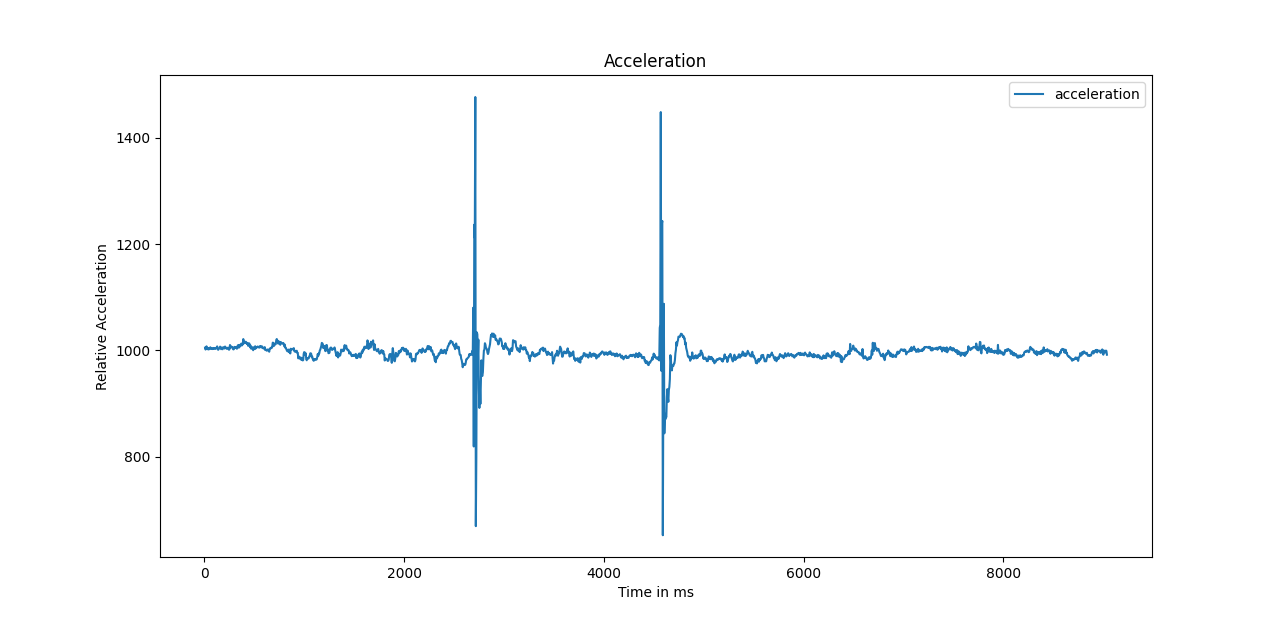 Acceleration
acceleration
1400
1200
1000
800
Relative Acceleration
0 2000 4000 6000 8000
Time in ms